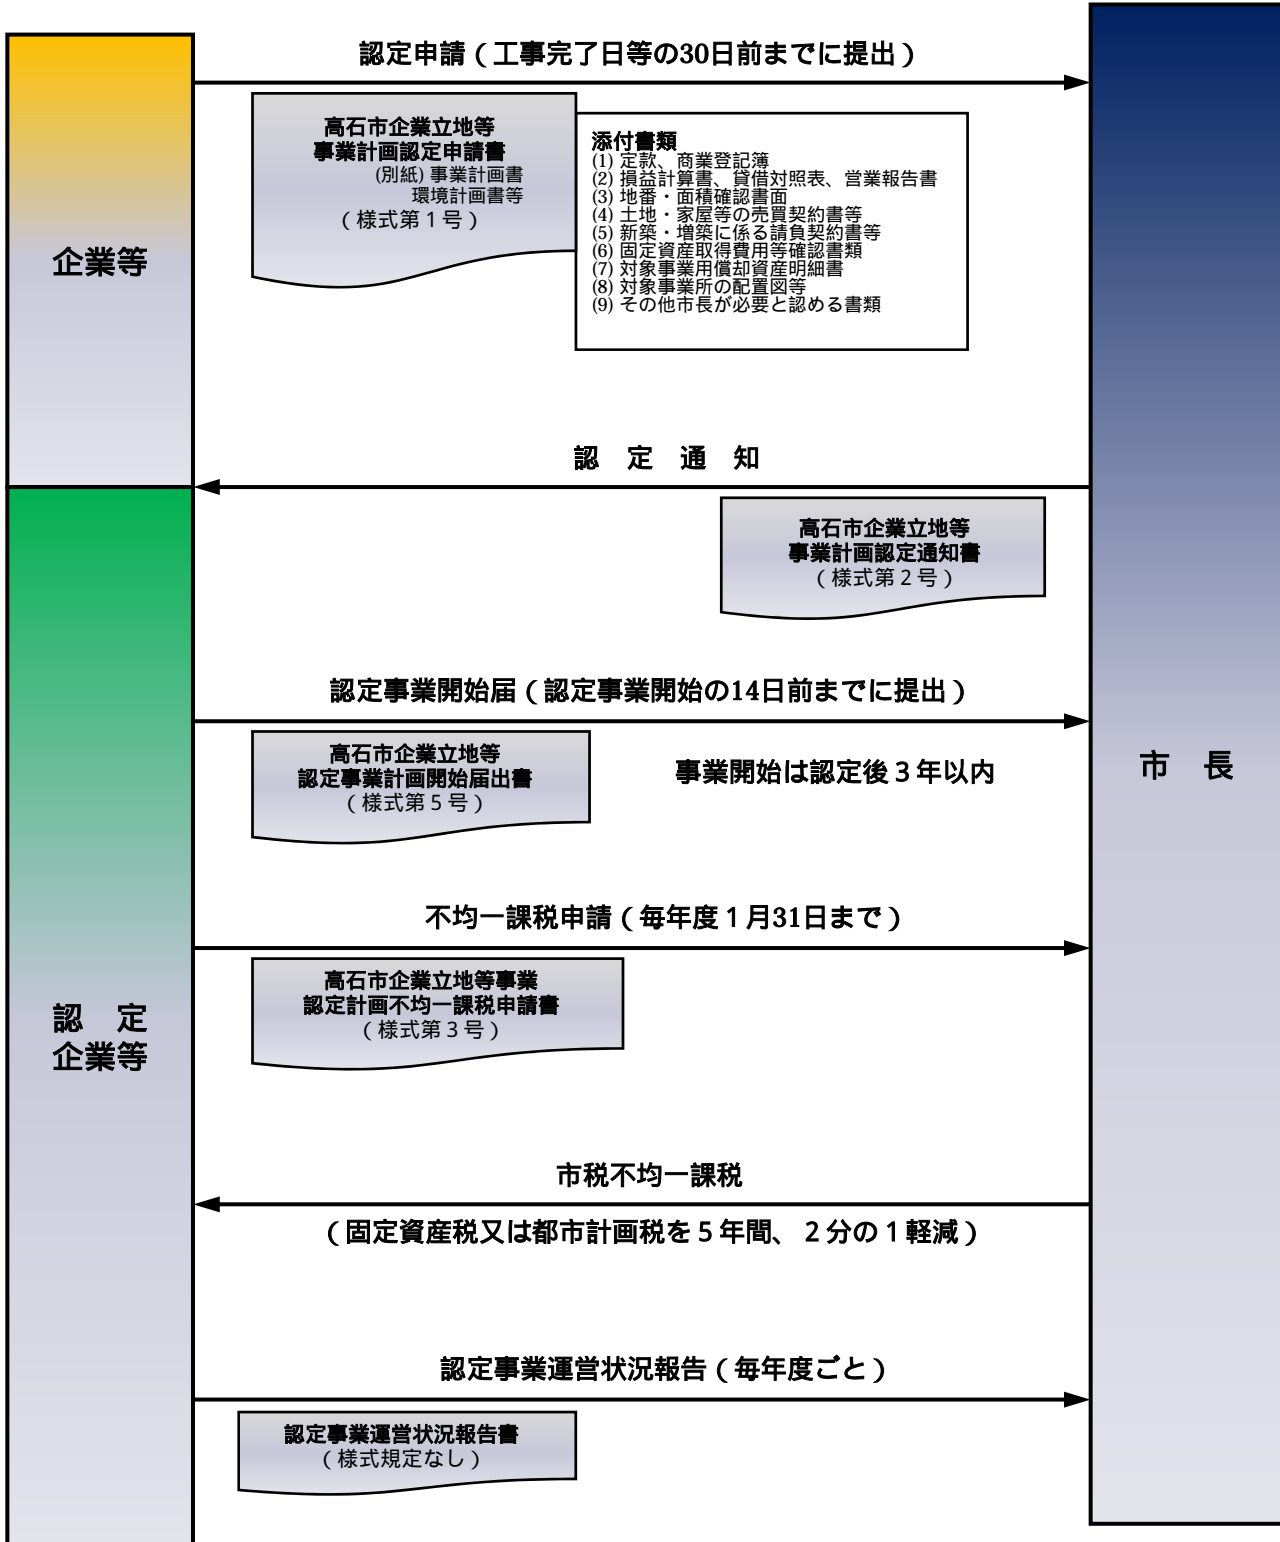 認定申請（工事完了日等の30日前までに提出）
高石市企業立地等
事業計画認定申請書
(別紙) 事業計画書
環境計画書等
（様式第１号）
添付書類
(1) 定款、商業登記簿
(2) 損益計算書、貸借対照表、営業報告書
(3) 地番・面積確認書面
(4) 土地・家屋等の売買契約書等
(5) 新築・増築に係る請負契約書等
(6) 固定資産取得費用等確認書類
(7) 対象事業用償却資産明細書
(8) 対象事業所の配置図等
(9) その他市長が必要と認める書類
企業等
認　定　通　知
高石市企業立地等
事業計画認定通知書
（様式第２号）
認定事業開始届（認定事業開始の14日前までに提出）
高石市企業立地等
認定事業計画開始届出書
（様式第５号）
事業開始は認定後３年以内
市　長
不均一課税申請（毎年度１月31日まで）
高石市企業立地等事業
認定計画不均一課税申請書
（様式第３号）
認　定
企業等
市税不均一課税
（固定資産税又は都市計画税を５年間、２分の１軽減）
認定事業運営状況報告（毎年度ごと）
認定事業運営状況報告書
（様式規定なし）